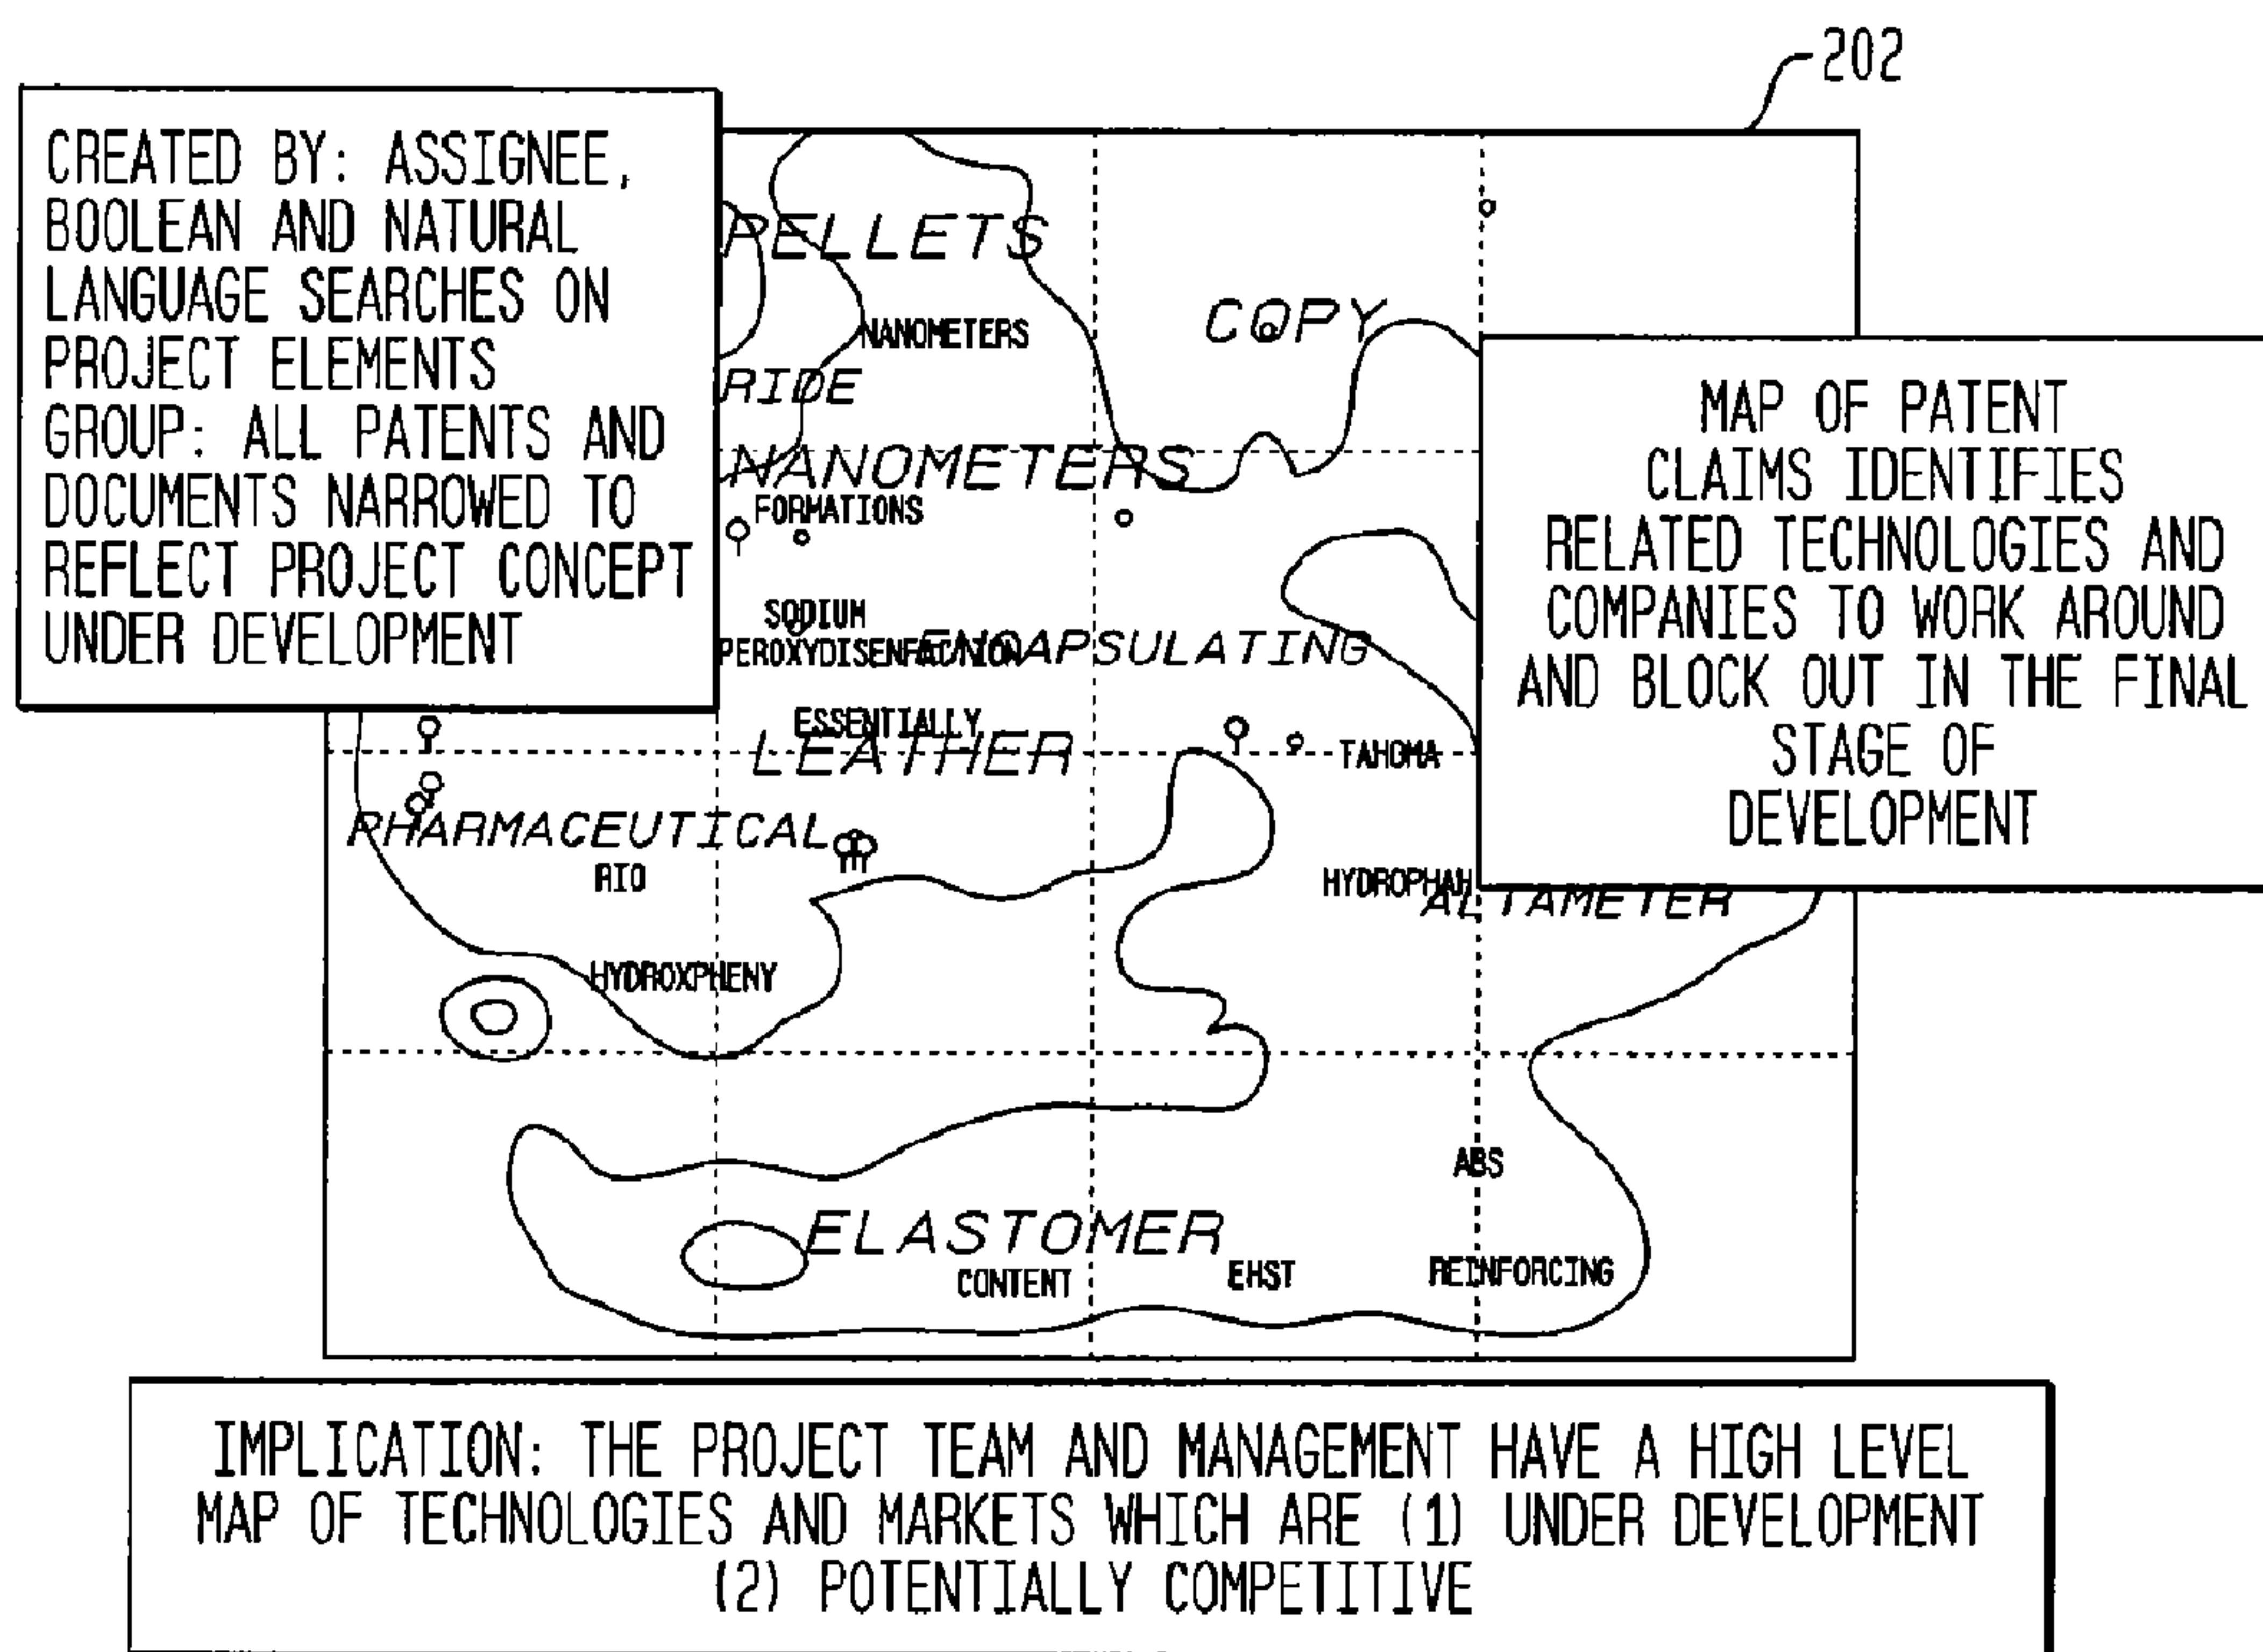 202
CREATED BY: ASSIGNEE,
BOOLEAN AND NATURAL
LANGUAGE SEARCHES ON
PROJECT ELEMENTS
GROUP: ALL PATENTS AND
DOCUMENTS NARROWED TO
REFLECT PROJECT CONCEPT
UNDER DEVELOPMENT
PELLETS
COPY
NANOMETERS
RIDE
NANOMETERS
FORMATIONS
SODIUM
ENCAPSULATING
ESSENTIALLY
LEATHER
TAHOMA
PHARMACEUTICAL
RIO
HYDROPHAH
ALTAMETER
HYDROXPHENY
ABS
ELASTOMER
CONTENT
EHST
REINFORCING
MAP OF PATENT
CLAIMS IDENTIFIES
RELATED TECHNOLOGIES AND
COMPANIES TO WORK AROUND
AND BLOCK OUT IN THE FINAL
STAGE OF
DEVELOPMENT
IMPLICATION: THE PROJECT TEAM AND MANAGEMENT HAVE A HIGH LEVEL
MAP OF TECHNOLOGIES AND MARKETS WHICH ARE (1) UNDER DEVELOPMENT
(2) POTENTIALLY COMPETITIVE